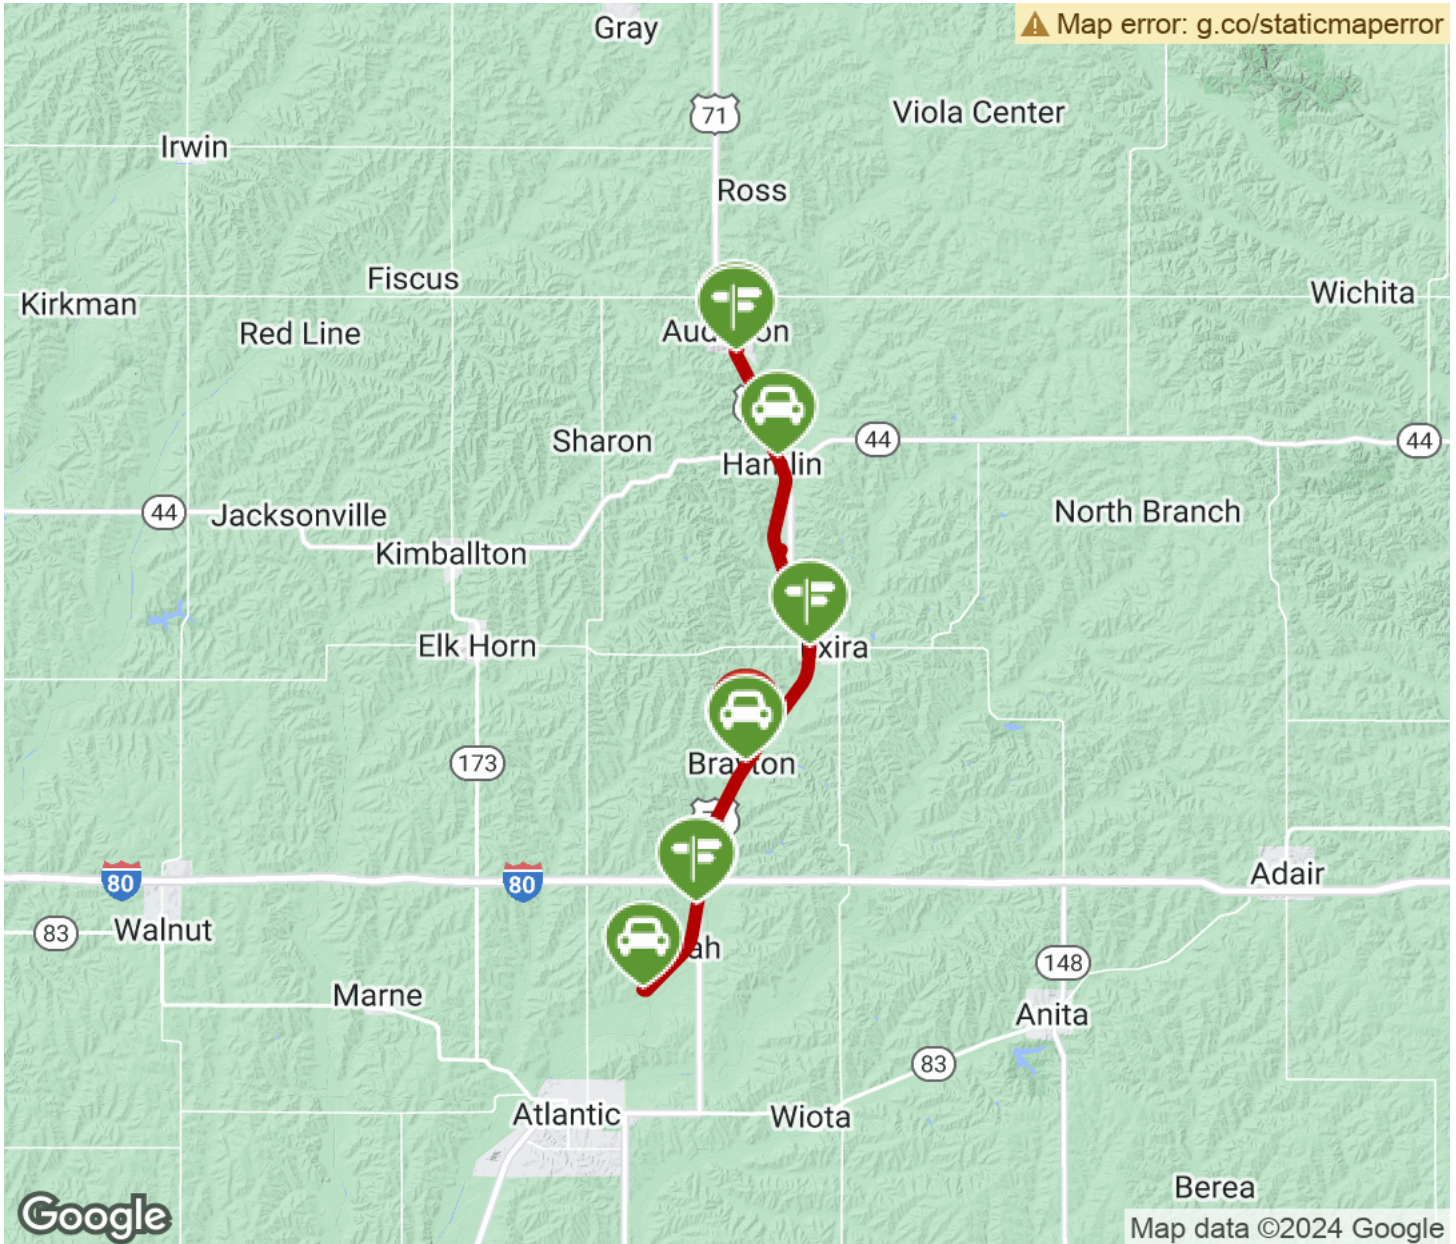 Gray
Map error: g.co/staticmaperror
71
Viola Center
Irwin
Ross
Fiscus
Kirkman
Wichita
Red Line
44
44
Sharon
44
Jacksonville
North Branch
Kimballton
Elk Horn
173
Adair
80
80
83
Walnut
148
Marne
Anita
83
Atlantic
Wiota
Berea
Google
Map data ©2024 Google